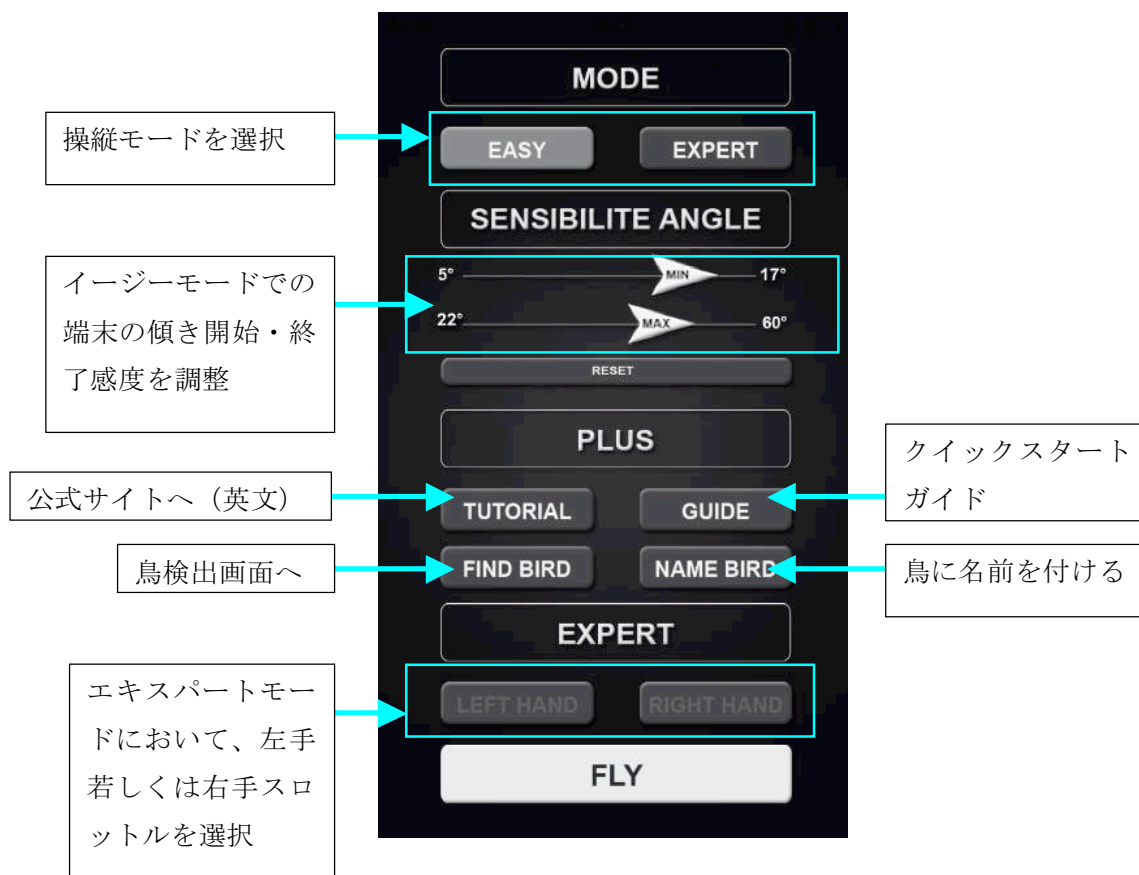 MODE
操縦モードを選択
EASY
EXPERT
SENSIBILITE ANGLE
イージーモードでの
端末の傾き開始・終
了感度を調整
5°
MIN
17°
22°
MAX
60°
RESET
PLUS
クイックスタート
ガイド
公式サイトへ（英文）
TUTORIAL
GUIDE
鳥検出画面へ
FIND BIRD
NAME BIRD
鳥に名前を付ける
EXPERT
エキスパートモー
ドにおいて、左手
若しくは右手スロ
ットルを選択
LEFT HAND
RIGHT HAND
FLY